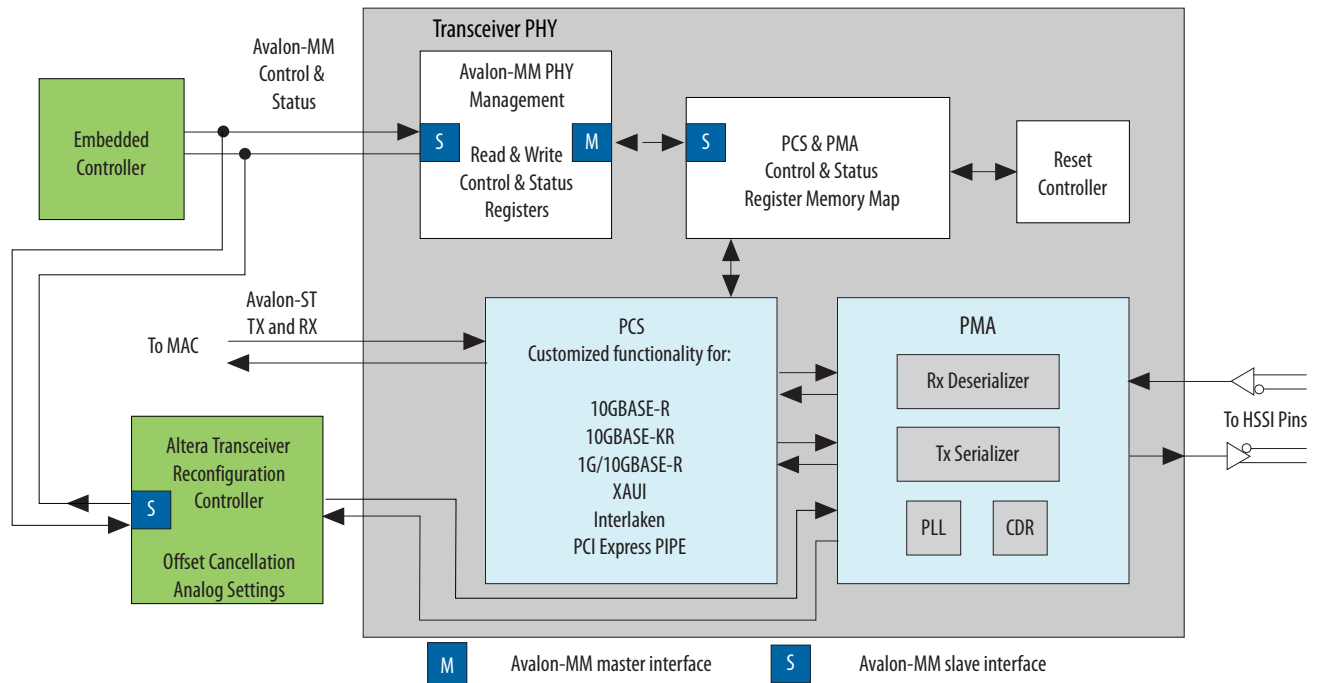 Transceiver PHY
Avalon-MM
Control &
Status
Embedded
Controller
Avalon-MM PHY
Management
S
M
Read & Write
Control & Status
Registers
S
PCS & PMA
Control & Status
Register Memory Map
Reset
Controller
Avalon-ST
TX and RX
To MAC
PCS
Customized functionality for:
10GBASE-R
10GBASE-KR
1G/10GBASE-R
XAUI
Interlaken
PCI Express PIPE
PMA
Rx Deserializer
Tx Serializer
PLL
CDR
To HSSI Pins
Altera Transceiver
Reconfiguration
Controller
S
Offset Cancellation
Analog Settings
M
Avalon-MM master interface
S
Avalon-MM slave interface